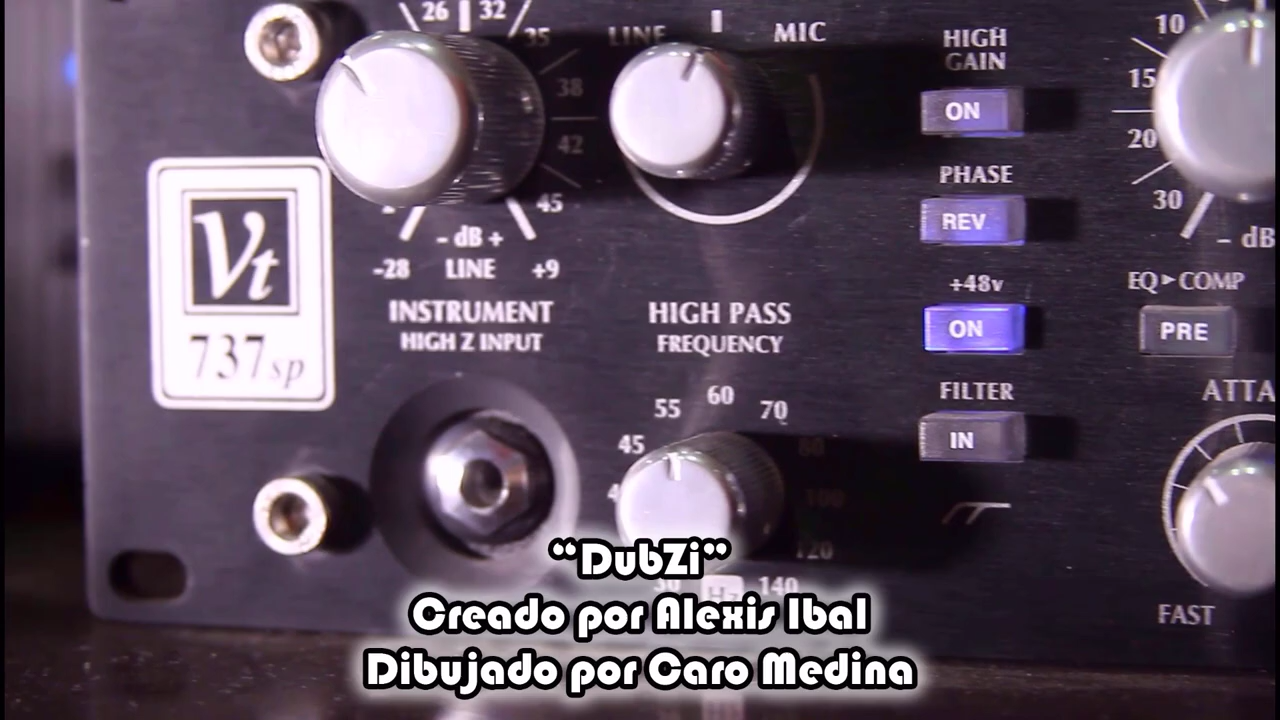 26 32
35
38
42
45
- dB +
-28 LINE +9
INSTRUMENT
HIGH Z INPUT
Vt
737sp
LINE MIC
HIGH PASS
FREQUENCY
45 55 60 70
80
100
120
140
30
Hz
HIGH
GAIN
ON
PHASE
REV
+48v
ON
FILTER
IN
10
15
20
30
- dB
EQ▸COMP
PRE
ATTA
FAST
“DubZi”
Creado por Alexis Ibal
Dibujado por Caro Medina